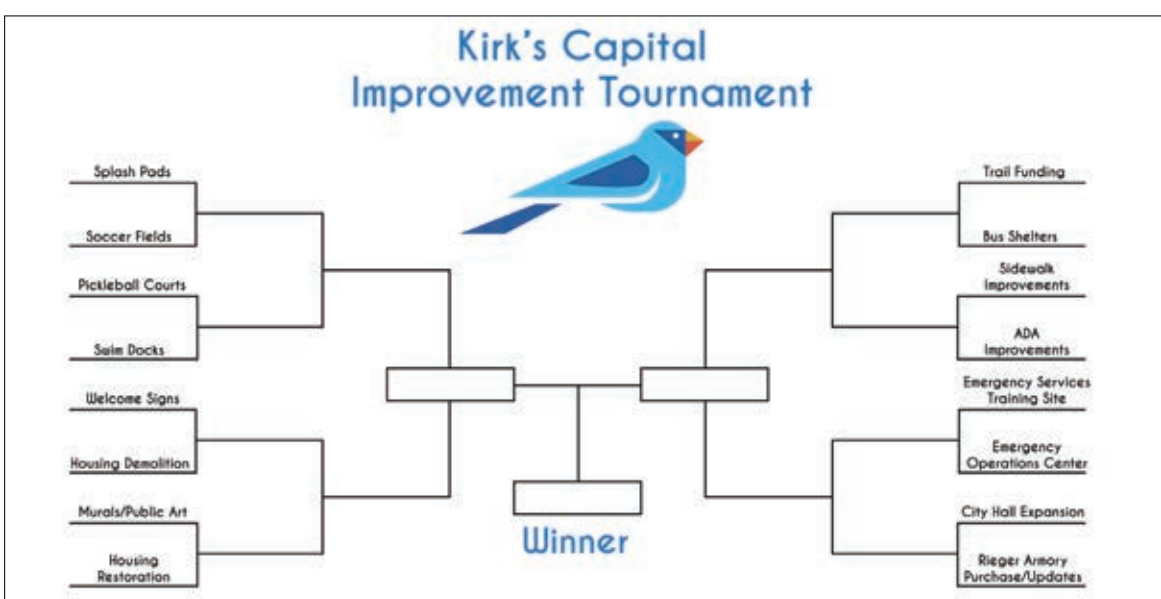 Kirk's Capital
Improvement Tournament
Splash Pads
Soccer Fields
Pickleball Courts
Swim Docks
Welcome Signs
Housing Demolition
Murals/Public Art
Housing
Restoration
Trail Funding
Bus Shelters
Sidewalk
Improvements
ADA
Improvements
Emergency Services
Training Site
Emergency
Operations Center
City Hall Expansion
Rieger Armory
Purchase/Updates
Winner